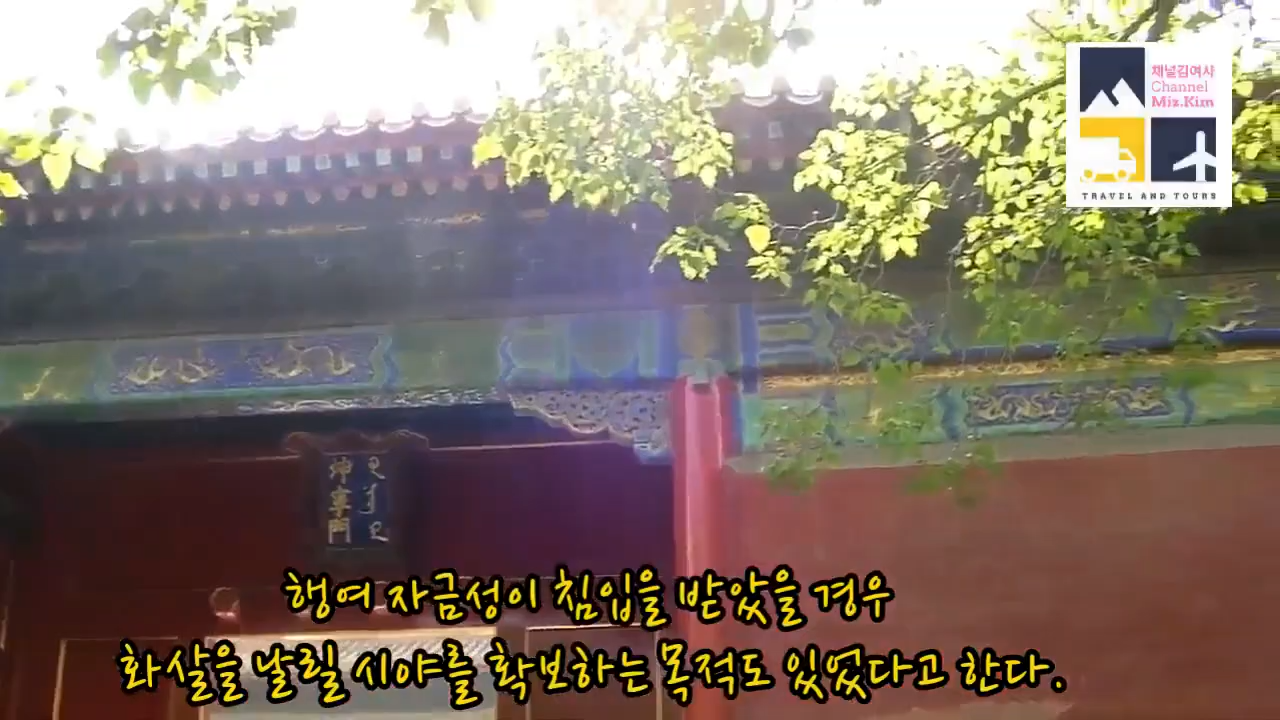 채널김여사
Channel
Miz.Kim
TRAVEL AND TOURS
坤寧門
행여 자금성이 침입을 받았을 경우
화살을 날릴 시야를 확보하는 목적도 있었다고 한다.